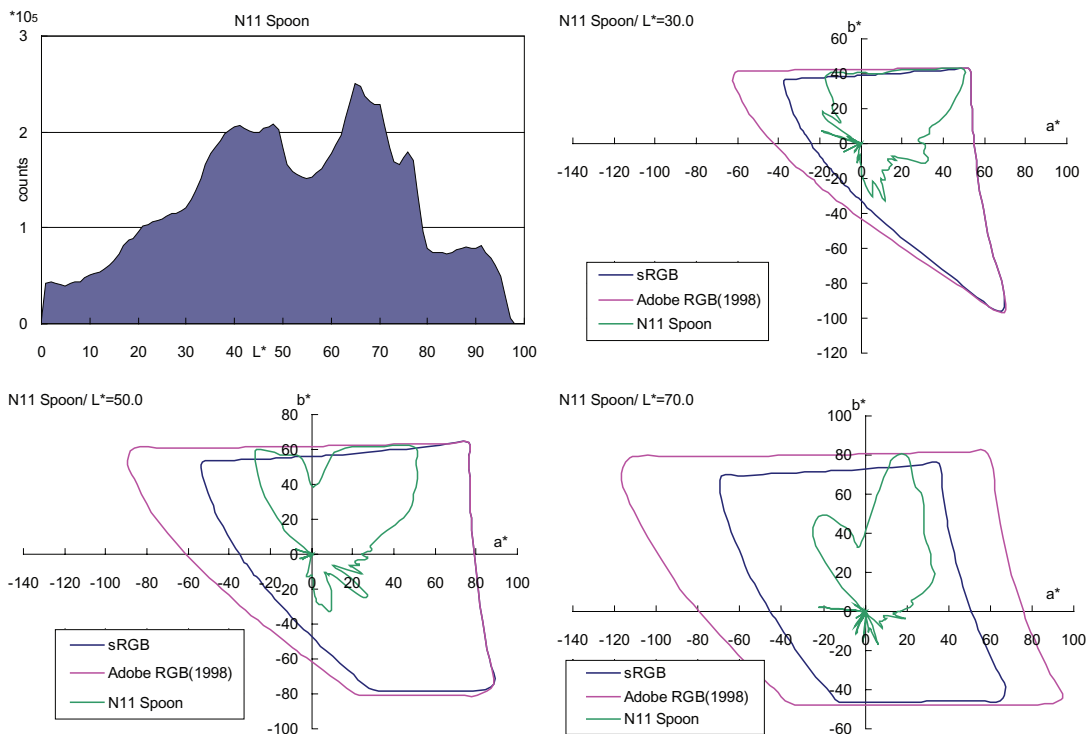 *10⁵
N11 Spoon
3
2
1
0
counts
0 10 20 30 40 L* 50 60 70 80 90 100
N11 Spoon/ L*=30.0
b*
60
40
20
0
-20
-40
-60
-80
-100
-120
-140 -120 -100 -80 -60 -40 -20 0 20 40 60 80 100
a*
sRGB
Adobe RGB(1998)
N11 Spoon
N11 Spoon/ L*=50.0
b*
80
60
40
20
0
-20
-40
-60
-80
-100
-140 -120 -100 -80 -60 -40 -20 0 20 40 60 80 100
a*
sRGB
Adobe RGB(1998)
N11 Spoon
N11 Spoon/ L*=70.0
b*
100
80
60
40
20
0
-20
-40
-60
-140 -120 -100 -80 -60 -40 -20 0 20 40 60 80 100
a*
sRGB
Adobe RGB(1998)
N11 Spoon